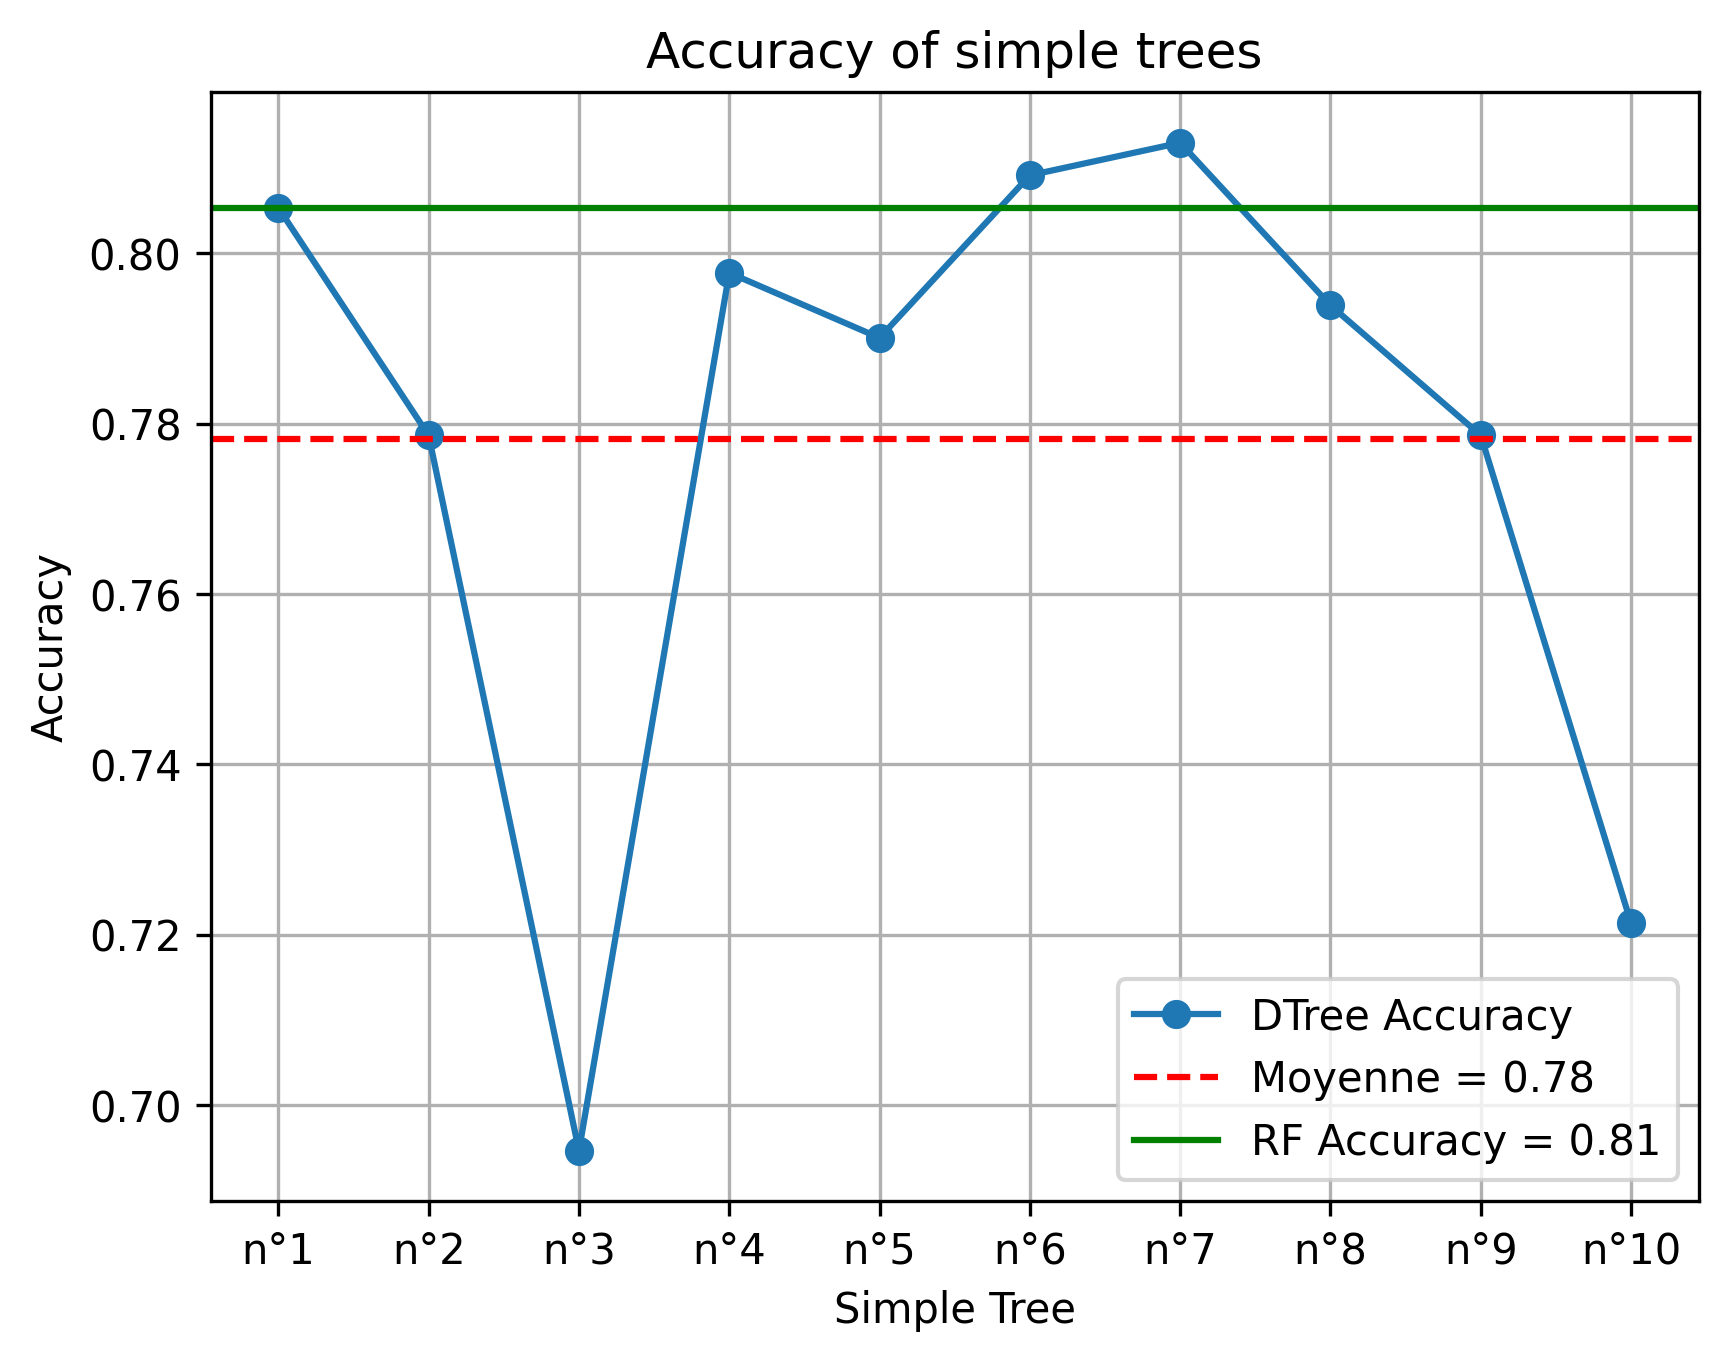 Accuracy of simple trees
Accuracy
0.80
0.78
0.76
0.74
0.72
0.70
DTree Accuracy
Moyenne = 0.78
RF Accuracy = 0.81
n°1 n°2 n°3 n°4 n°5 n°6 n°7 n°8 n°9 n°10
Simple Tree